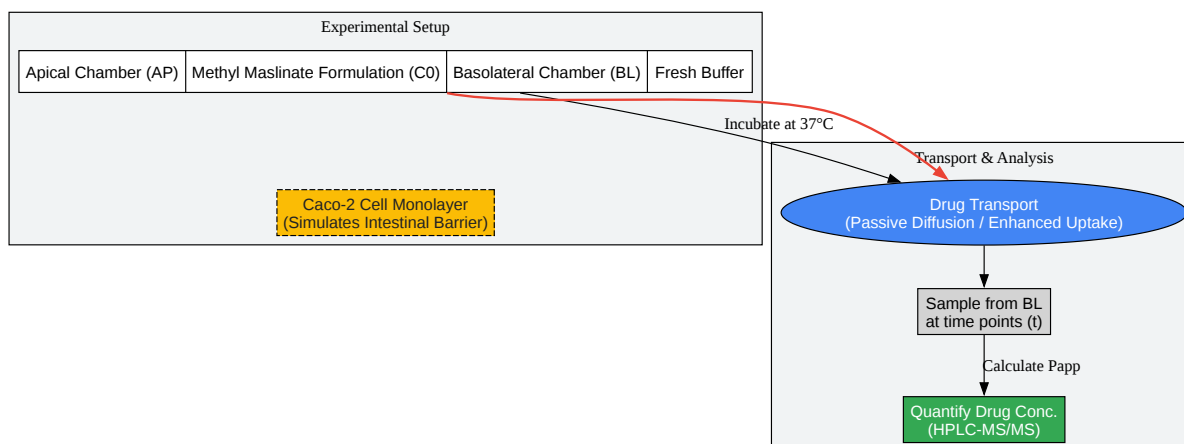 Experimental Setup
Apical Chamber (AP)
Methyl Maslinate Formulation (C0)
Basolateral Chamber (BL)
Fresh Buffer
Incubate at 37°C
Caco-2 Cell Monolayer
(Simulates Intestinal Barrier)
Transport & Analysis
Drug Transport
(Passive Diffusion / Enhanced Uptake)
Sample from BL
at time points (t)
Calculate Papp
Quantify Drug Conc.
(HPLC-MS/MS)